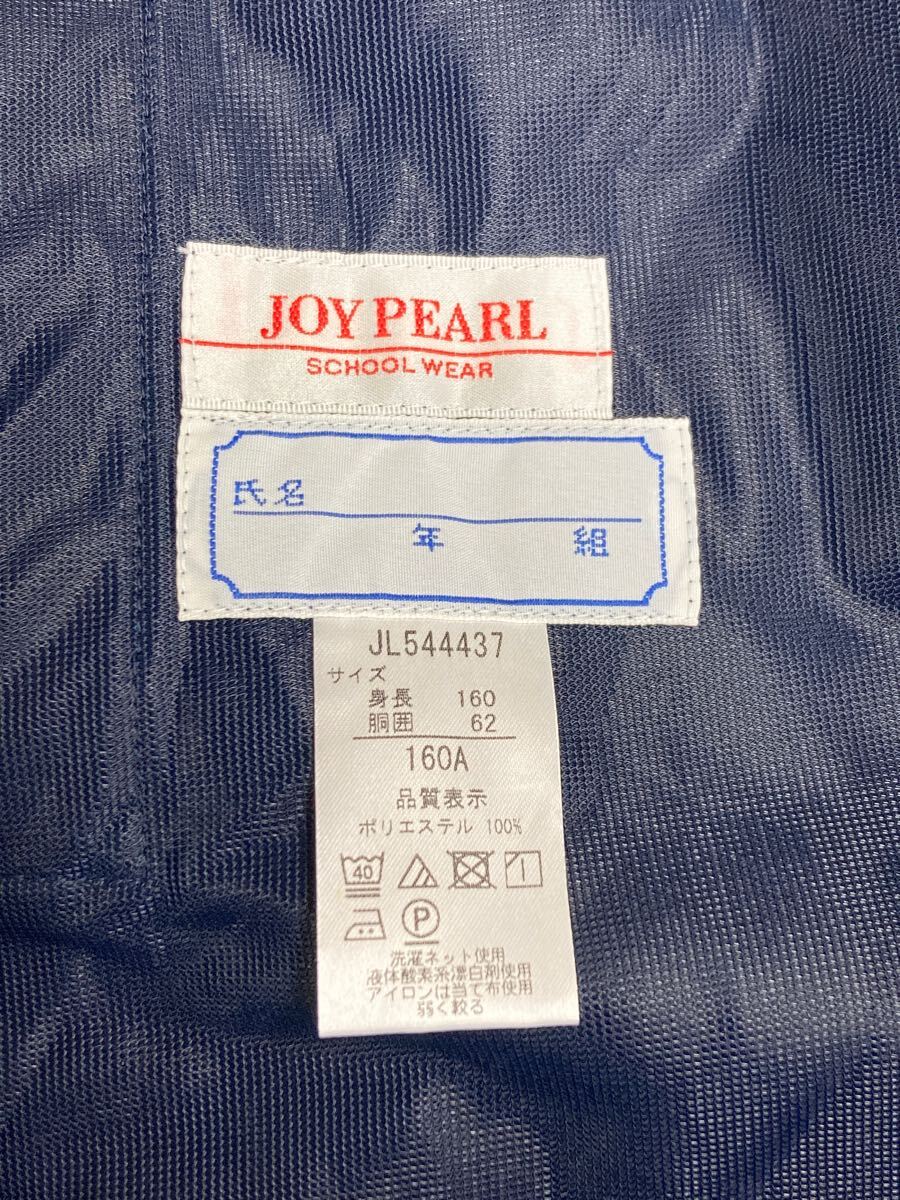 JOY PEARL
SCHOOL WEAR
氏名
年 組
JL544437
サイズ
身長 160
胴囲 62
160A
品質表示
ポリエステル 100%
40
P
洗濯ネット使用
液体酸素系漂白剤使用
アイロンは当て布使用
弱く絞る